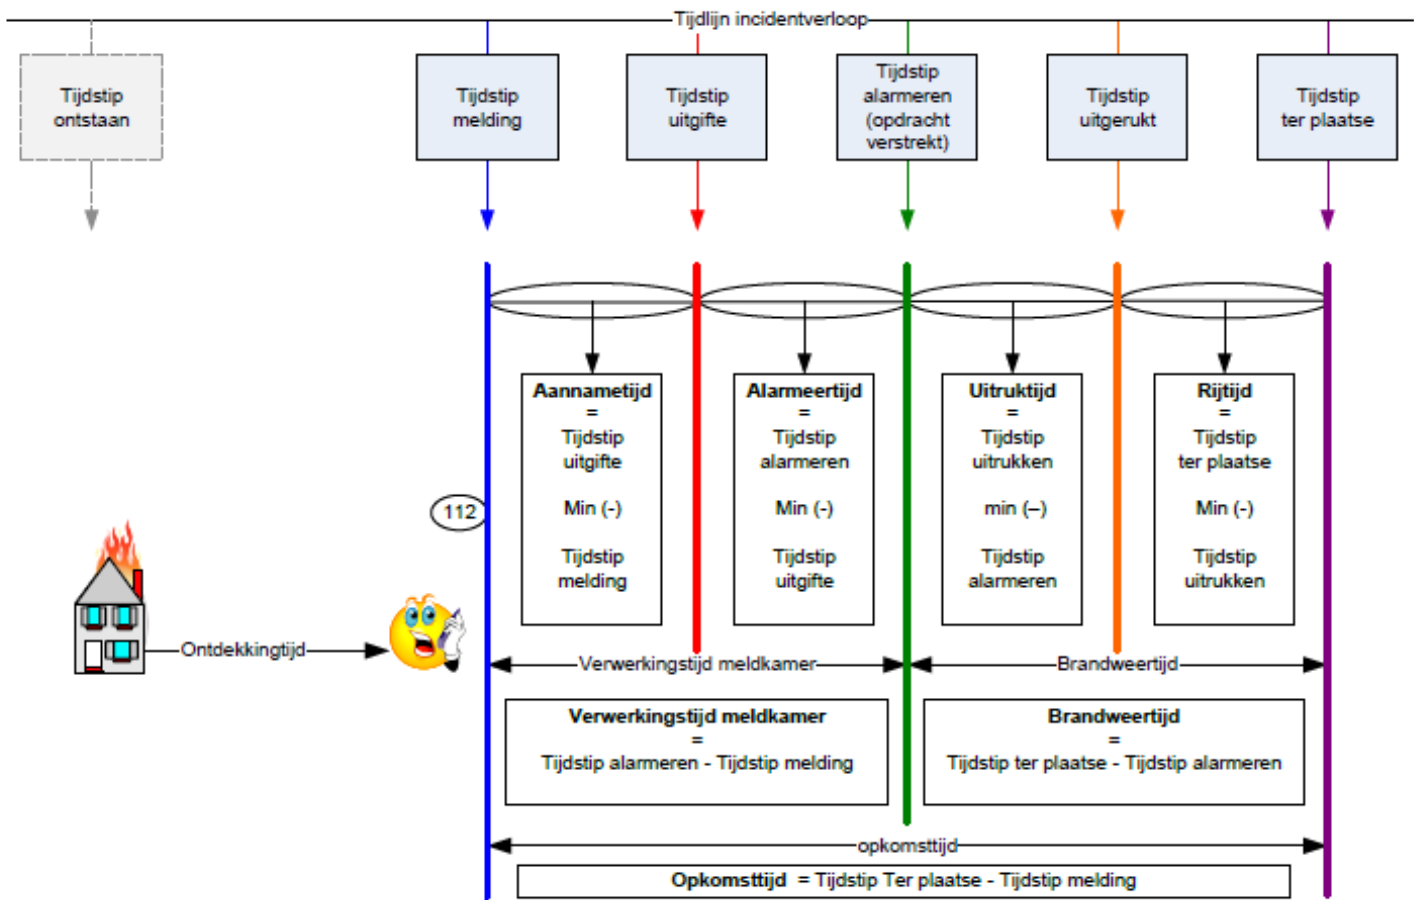 Tijdlijn incidentverloop
Tijdstip
ontstaan
Tijdstip
melding
Tijdstip
uitgifte
Tijdstip
alarmeren
(opdracht
verstrekt)
Tijdstip
uitgerukt
Tijdstip
ter plaatse
Aannametijd
=
Tijdstip
uitgifte
Min (-)
Tijdstip
melding
Alarmeertijd
=
Tijdstip
alarmeren
Min (-)
Tijdstip
uitgifte
Uitruktijd
=
Tijdstip
uitrukken
min (–)
Tijdstip
alarmeren
Rijtijd
=
Tijdstip
ter plaatse
Min (-)
Tijdstip
uitrukken
112
Ontdekkingtijd
Verwerkingstijd meldkamer
Brandweertijd
Verwerkingstijd meldkamer
=
Tijdstip alarmeren - Tijdstip melding
Brandweertijd
=
Tijdstip ter plaatse - Tijdstip alarmeren
opkomsttijd
Opkomsttijd = Tijdstip Ter plaatse - Tijdstip melding